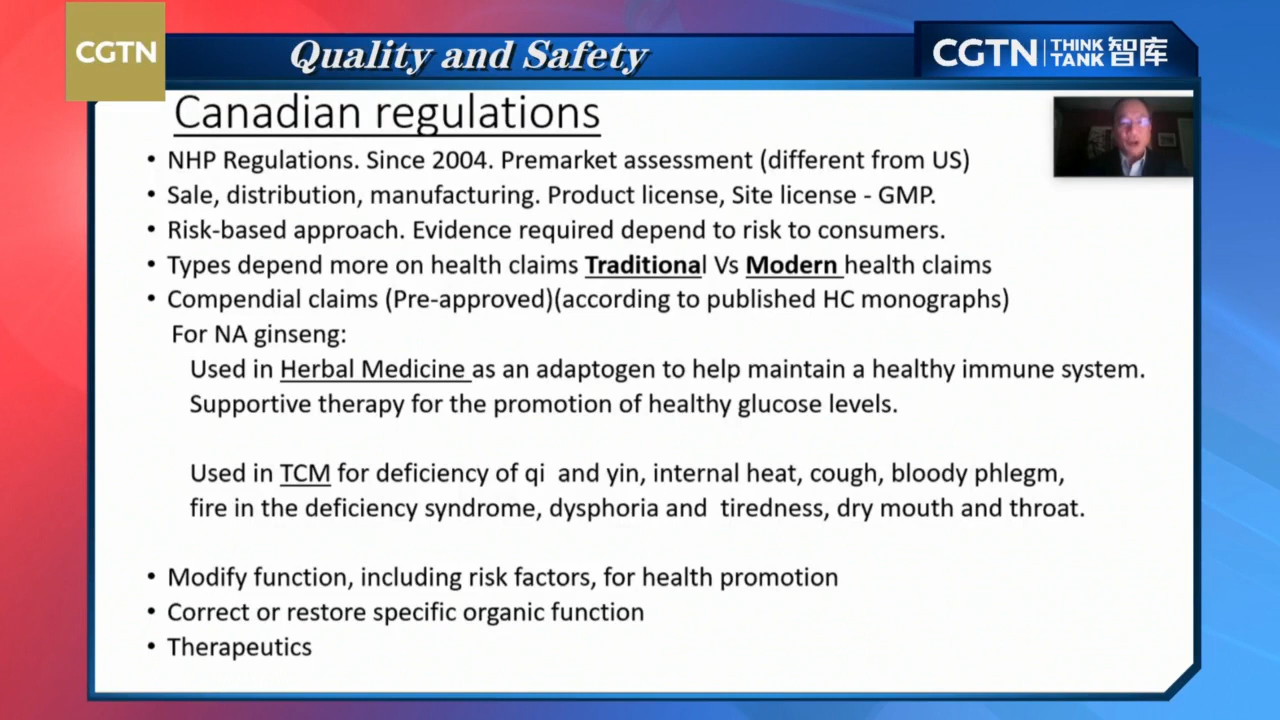 CGTN
Quality and Safety
CGTN THINK TANK 智库
Canadian regulations
• NHP Regulations. Since 2004. Premarket assessment (different from US)
• Sale, distribution, manufacturing. Product license, Site license - GMP.
• Risk-based approach. Evidence required depend to risk to consumers.
• Types depend more on health claims Traditional Vs Modern health claims
• Compendial claims (Pre-approved)(according to published HC monographs)
For NA ginseng:
Used in Herbal Medicine as an adaptogen to help maintain a healthy immune system.
Supportive therapy for the promotion of healthy glucose levels.
Used in TCM for deficiency of qi and yin, internal heat, cough, bloody phlegm,
fire in the deficiency syndrome, dysphoria and tiredness, dry mouth and throat.
• Modify function, including risk factors, for health promotion
• Correct or restore specific organic function
• Therapeutics